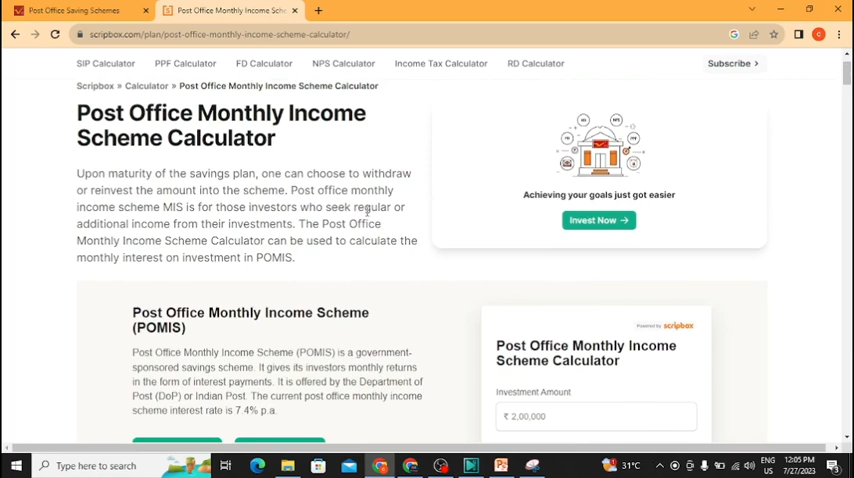 Post Office Saving Schemes
Post Office Monthly Income Sche
scripbox.com/plan/post-office-monthly-income-scheme-calculator/
SIP Calculator PPF Calculator FD Calculator NPS Calculator Income Tax Calculator RD Calculator Subscribe >
Scripbox » Calculator » Post Office Monthly Income Scheme Calculator
Post Office Monthly Income
Scheme Calculator
Upon maturity of the savings plan, one can choose to withdraw
or reinvest the amount into the scheme. Post office monthly
income scheme MIS is for those investors who seek regular or
additional income from their investments. The Post Office
Monthly Income Scheme Calculator can be used to calculate the
monthly interest on investment in POMIS.
Achieving your goals just got easier
Invest Now →
Post Office Monthly Income Scheme
(POMIS)
Post Office Monthly Income Scheme (POMIS) is a government-
sponsored savings scheme. It gives its investors monthly returns
in the form of interest payments. It is offered by the Department of
Post (DoP) or Indian Post. The current post office monthly income
scheme interest rate is 7.4% p.a.
Powered by scripbox
Post Office Monthly Income
Scheme Calculator
Investment Amount
₹ 2,00,000
Type here to search
31°C
ENG
US
12:05 PM
7/27/2023